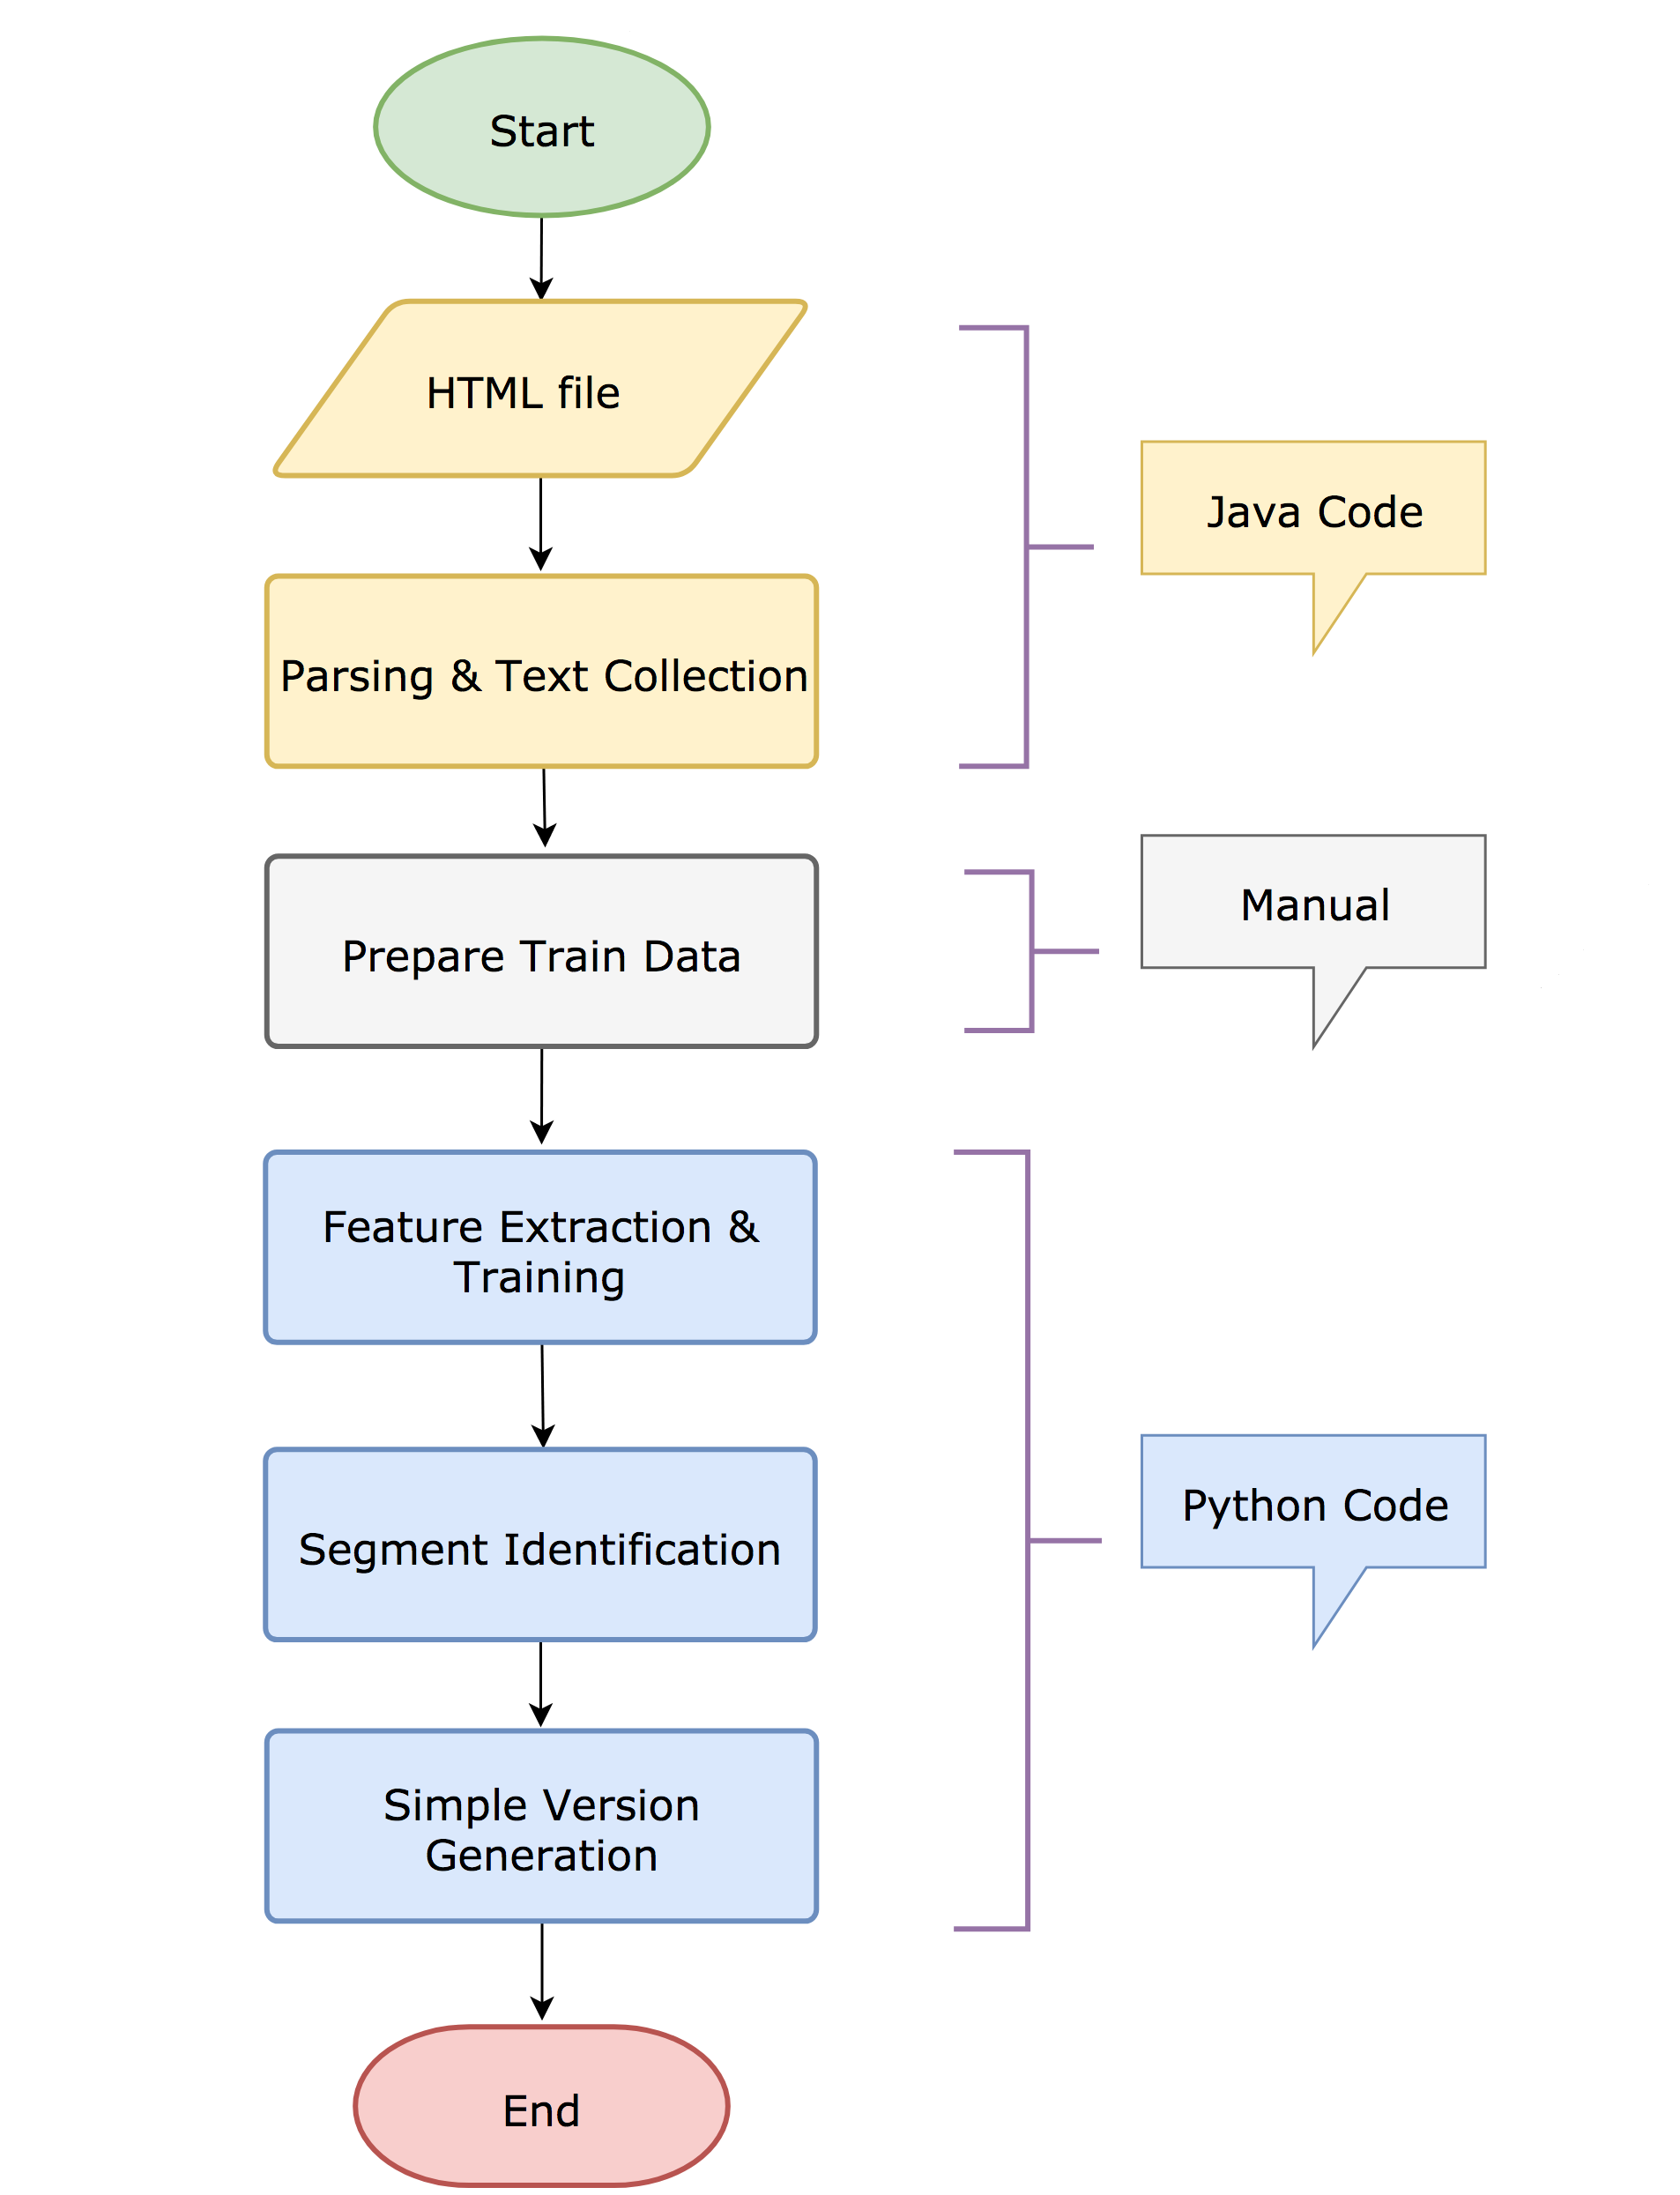 Start
HTML file
Java Code
Parsing & Text Collection
Manual
Prepare Train Data
Feature Extraction &
Training
Segment Identification
Python Code
Simple Version
Generation
End